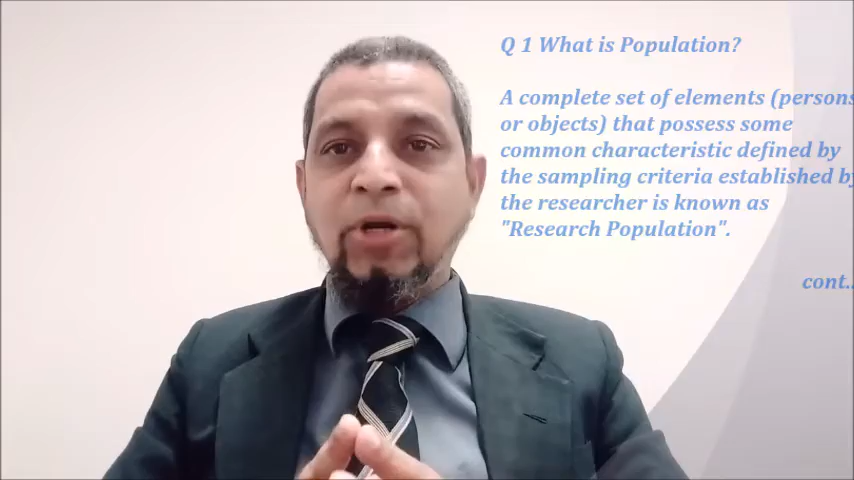 Q 1 What is Population?
A complete set of elements (persons
or objects) that possess some
common characteristic defined by
the sampling criteria established by
the researcher is known as
"Research Population".
cont..